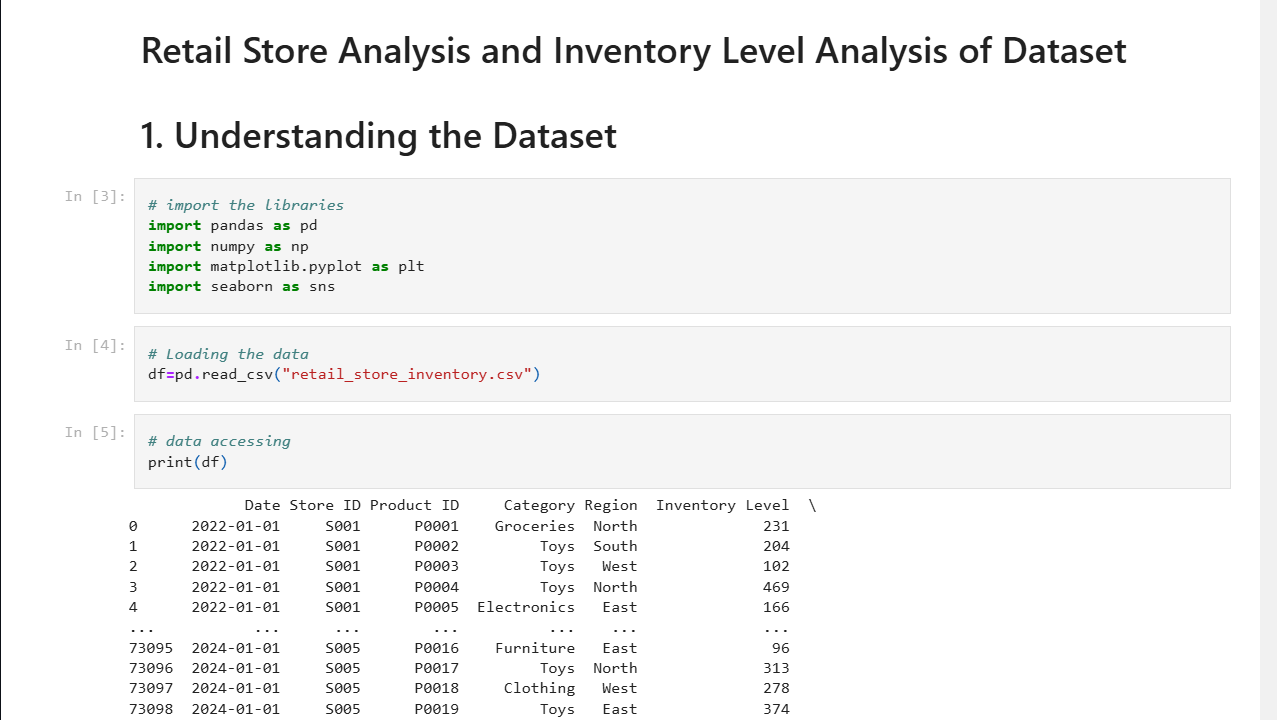 Retail Store Analysis and Inventory Level Analysis of Dataset
1. Understanding the Dataset
In [3]:
# import the libraries
import pandas as pd
import numpy as np
import matplotlib.pyplot as plt
import seaborn as sns
In [4]:
# Loading the data
df=pd.read_csv("retail_store_inventory.csv")
In [5]:
# data accessing
print(df)
Date Store ID Product ID Category Region Inventory Level \
0 2022-01-01 S001 P0001 Groceries North 231
1 2022-01-01 S001 P0002 Toys South 204
2 2022-01-01 S001 P0003 Toys West 102
3 2022-01-01 S001 P0004 Toys North 469
4 2022-01-01 S001 P0005 Electronics East 166
... ... ... ... ... ... ...
73095 2024-01-01 S005 P0016 Furniture East 96
73096 2024-01-01 S005 P0017 Toys North 313
73097 2024-01-01 S005 P0018 Clothing West 278
73098 2024-01-01 S005 P0019 Toys East 374